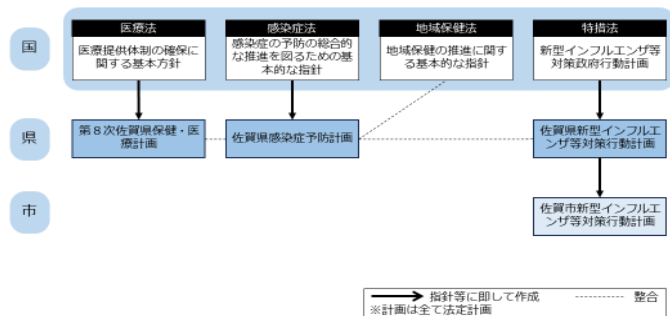 国
医療法
医療提供体制の確保に
関する基本方針
感染症法
感染症の予防の総合的
な推進を図るための基
本的な指針
地域保健法
地域保健の推進に関す
る基本的な指針
特措法
新型インフルエンザ等
対策政府行動計画
県
第8次佐賀県保健・医
療計画
佐賀県感染症予防計画
佐賀県新型インフルエ
ンザ等対策行動計画
市
佐賀市新型インフルエ
ンザ等対策行動計画
指針等に即して作成
整合
※計画は全て法定計画